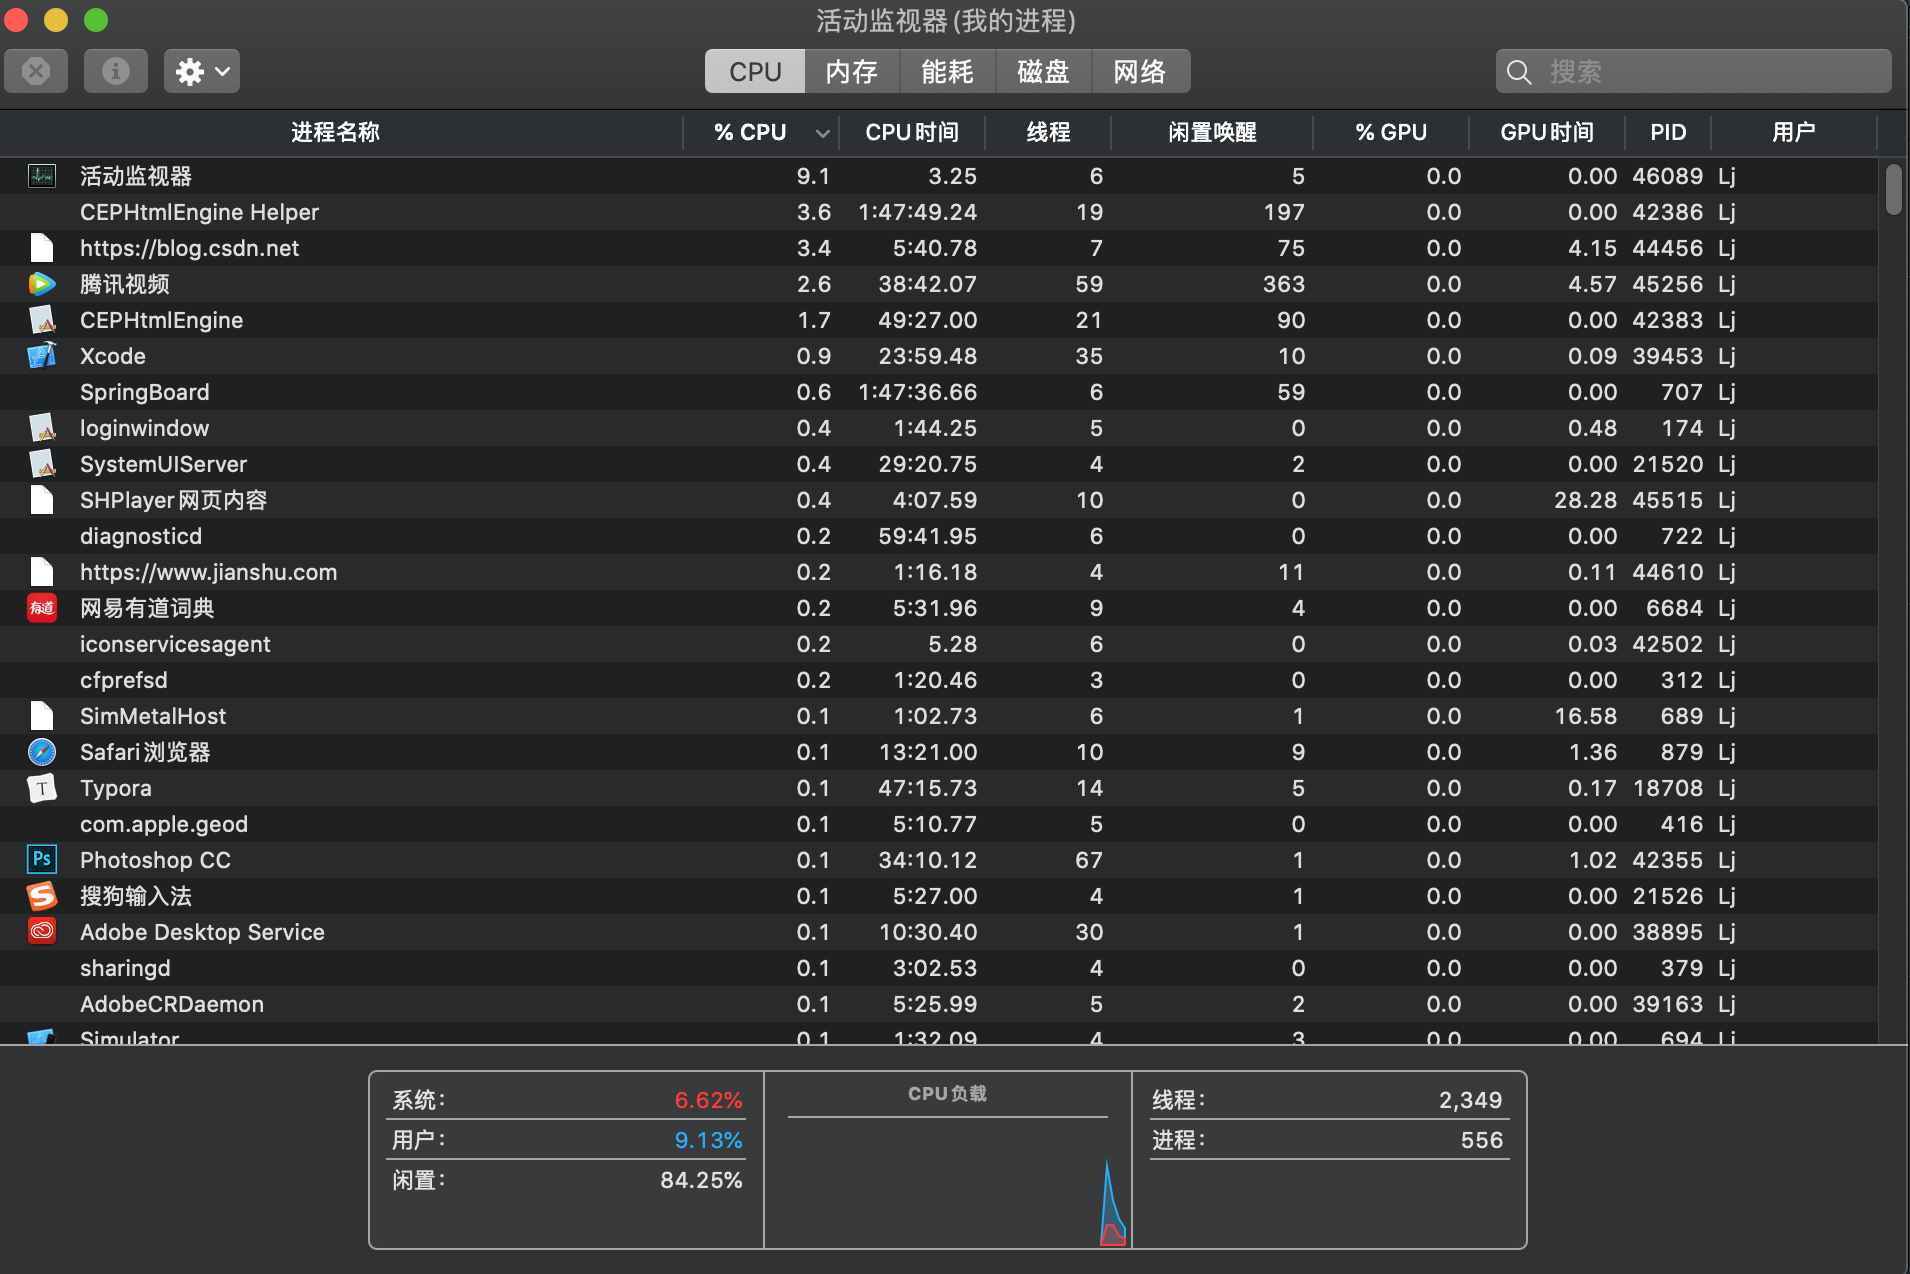 活动监视器 (我的进程)
CPU 内存 能耗 磁盘 网络 搜索
进程名称 % CPU CPU 时间 线程 闲置唤醒 % GPU GPU 时间 PID 用户
活动监视器 9.1 3.25 6 5 0.0 0.00 46089 Lj
CEPHtmlEngine Helper 3.6 1:47:49.24 19 197 0.0 0.00 42386 Lj
https://blog.csdn.net 3.4 5:40.78 7 75 0.0 4.15 44456 Lj
腾讯视频 2.6 38:42.07 59 363 0.0 4.57 45256 Lj
CEPHtmlEngine 1.7 49:27.00 21 90 0.0 0.00 42383 Lj
Xcode 0.9 23:59.48 35 10 0.0 0.09 39453 Lj
SpringBoard 0.6 1:47:36.66 6 59 0.0 0.00 707 Lj
loginwindow 0.4 1:44.25 5 0 0.0 0.48 174 Lj
SystemUIServer 0.4 29:20.75 4 2 0.0 0.00 21520 Lj
SHPlayer 网页内容 0.4 4:07.59 10 0 0.0 28.28 45515 Lj
diagnosticd 0.2 59:41.95 6 0 0.0 0.00 722 Lj
https://www.jianshu.com 0.2 1:16.18 4 11 0.0 0.11 44610 Lj
有道 网易有道词典 0.2 5:31.96 9 4 0.0 0.00 6684 Lj
iconservicesagent 0.2 5.28 6 0 0.0 0.03 42502 Lj
cfprefsd 0.2 1:20.46 3 0 0.0 0.00 312 Lj
SimMetalHost 0.1 1:02.73 6 1 0.0 16.58 689 Lj
Safari 浏览器 0.1 13:21.00 10 9 0.0 1.36 879 Lj
T Typora 0.1 47:15.73 14 5 0.0 0.17 18708 Lj
com.apple.geod 0.1 5:10.77 5 0 0.0 0.00 416 Lj
Ps Photoshop CC 0.1 34:10.12 67 1 0.0 1.02 42355 Lj
搜狗输入法 0.1 5:27.00 4 1 0.0 0.00 21526 Lj
Adobe Desktop Service 0.1 10:30.40 30 1 0.0 0.00 38895 Lj
sharingd 0.1 3:02.53 4 0 0.0 0.00 379 Lj
AdobeCRDaemon 0.1 5:25.99 5 2 0.0 0.00 39163 Lj
Simulator 0.1 1:32.09 4 3 0.0 0.00 694 Lj
系统: 6.62% CPU 负载 线程: 2,349
用户: 9.13% 进程: 556
闲置: 84.25%